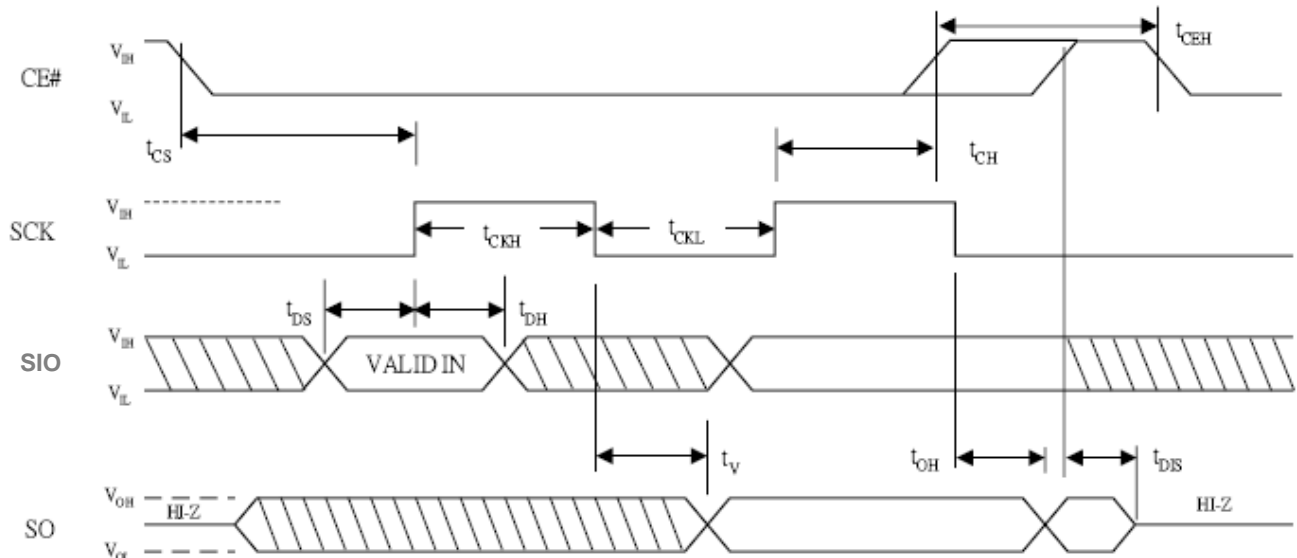 CE#
V_IH
V_IL
t_CEH
t_CS
t_CH
SCK
V_IH
V_IL
t_CKH
t_CKL
t_DS
t_DH
SIO
V_IH
V_IL
VALID IN
t_V
t_OH
t_DIS
SO
V_OH
HI-Z
HI-Z
V_OL